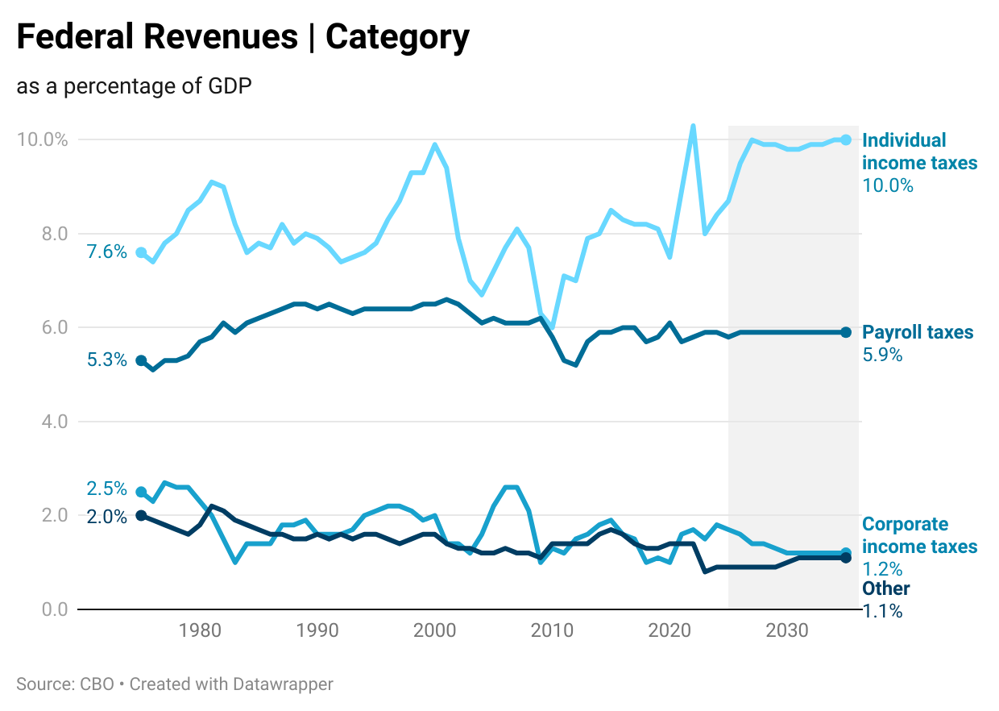 Federal Revenues | Category
as a percentage of GDP
10.0%
8.0
6.0
4.0
2.0
0.0
7.6%
5.3%
2.5%
2.0%
Individual
income taxes
10.0%
Payroll taxes
5.9%
Corporate
income taxes
1.2%
Other
1.1%
1980 1990 2000 2010 2020 2030
Source: CBO • Created with Datawrapper